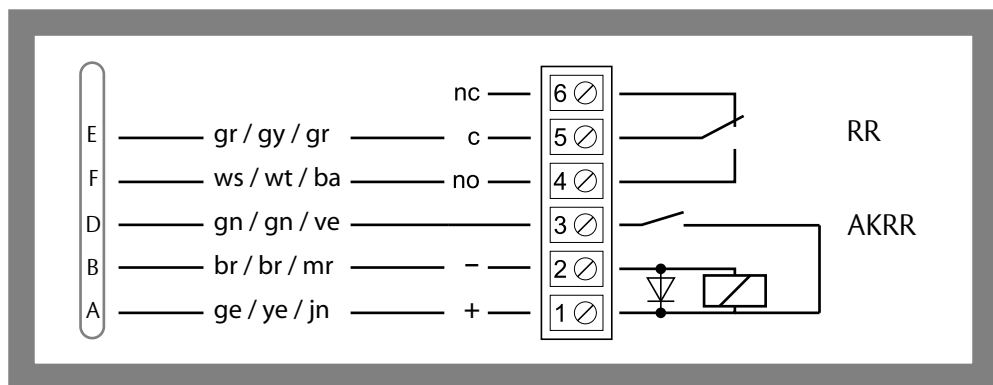 nc 6
E gr / gy / gr c 5 RR
F ws / wt / ba no 4
D gn / gn / ve 3 AKRR
B br / br / mr − 2
A ge / ye / jn + 1